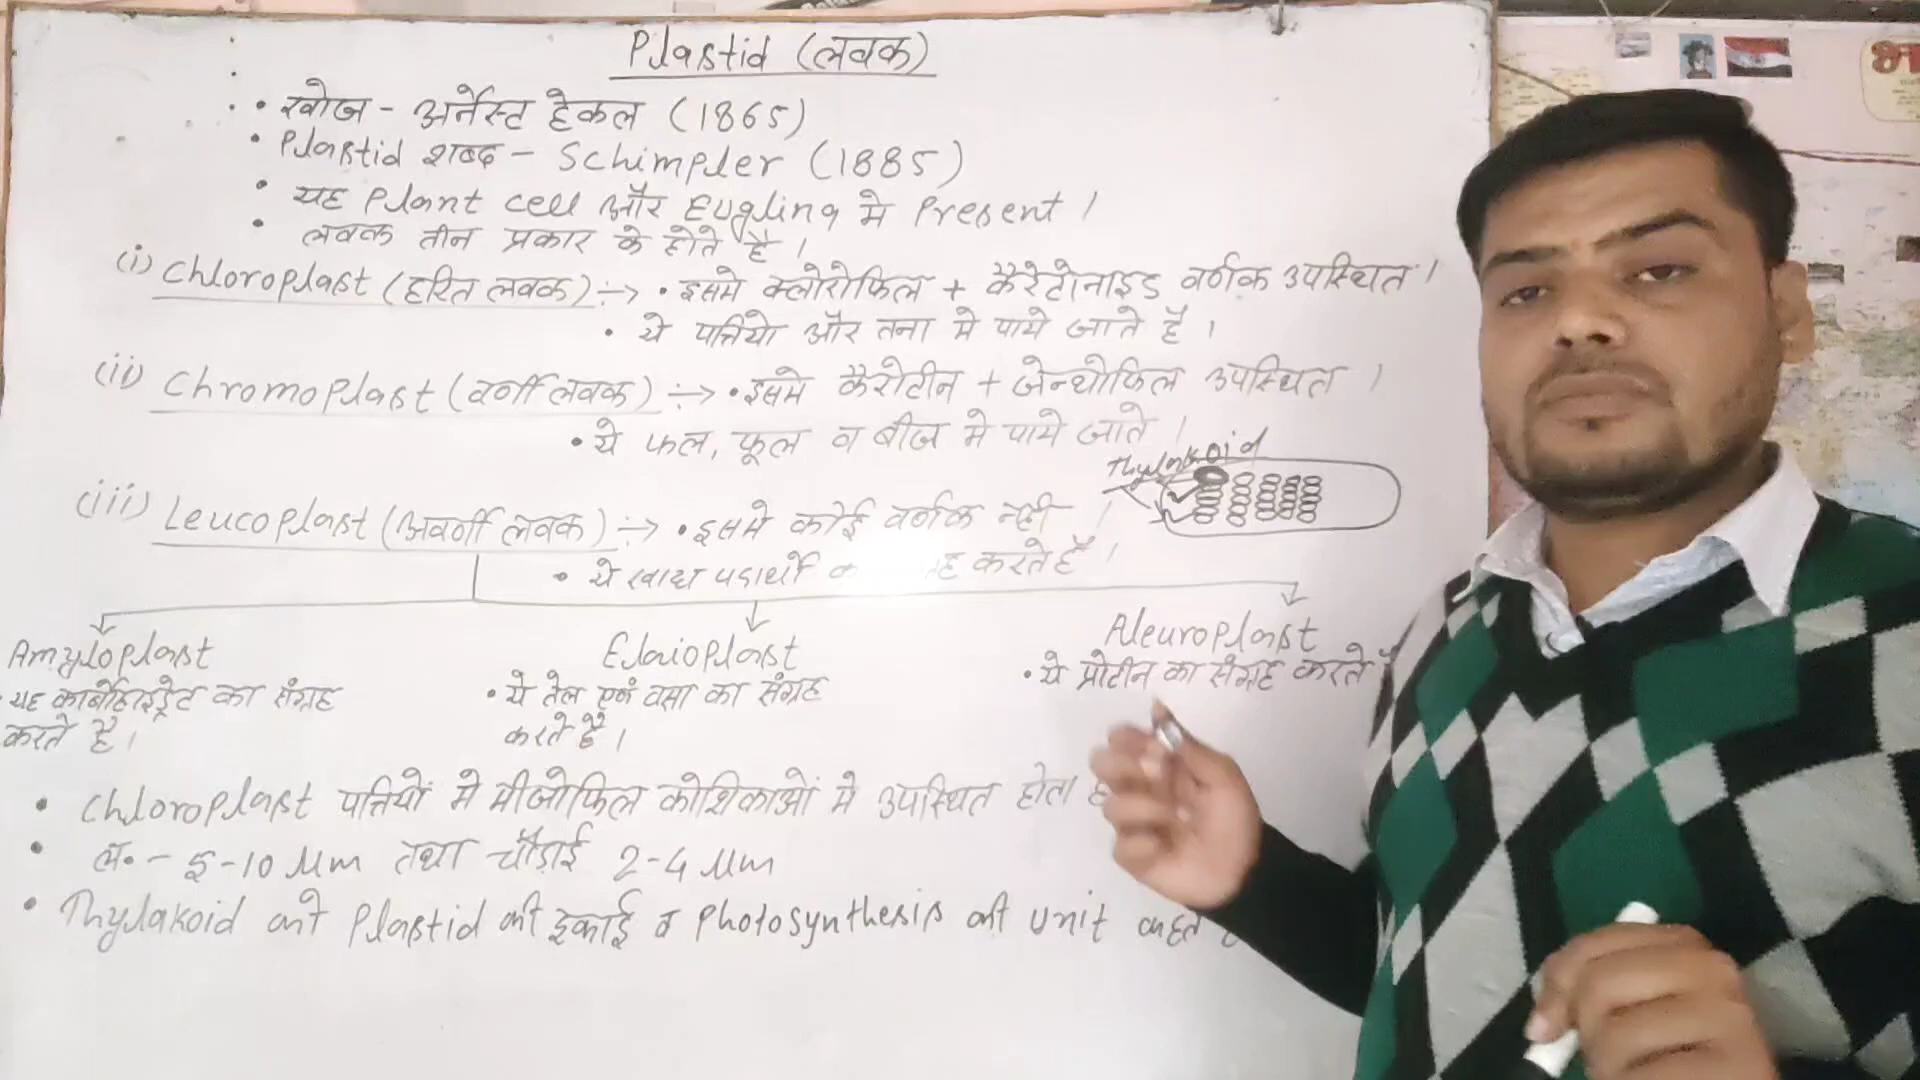 Plastid (लवक)
• खोज - अर्नेस्ट हेकल (1865)
• Plastid शब्द - Schimpler (1885)
• यह Plant cell और Euglina मे Present।
• लवक तीन प्रकार के होते है।
(i) Chloroplast (हरित लवक) ÷→ • इसमे क्लोरोफिल + कैरेटोनाइड वर्णक उपस्थित।
• ये पत्तियो और तना मे पाये जाते है।
(ii) Chromoplast (वर्णी लवक) ÷→ • इसमे कैरोटीन + जेन्थोफिल उपस्थित।
• ये फल, फूल व बीज मे पाये जाते।
Thylakoid
(iii) Leucoplast (अवर्णी लवक) ÷→ • इसमे कोई वर्णक नही।
• ये खाद्य पदार्थो करते है।
Amyloplast
• यह कार्बोहाइड्रेट का संग्रह
करते है।
Elaioplast
• ये तेल एवं वसा का संग्रह
करते है।
Aleuroplast
• ये प्रोटीन का संग्रह करते
• Chloroplast पत्तियों मे मीजोफिल कोशिकाओं मे उपस्थित होता
• ल॰ - 5-10 Mm तथा चौड़ाई 2-4 Mm
• Thylakoid को Plastid की इकाई व Photosynthesis की Unit कहते